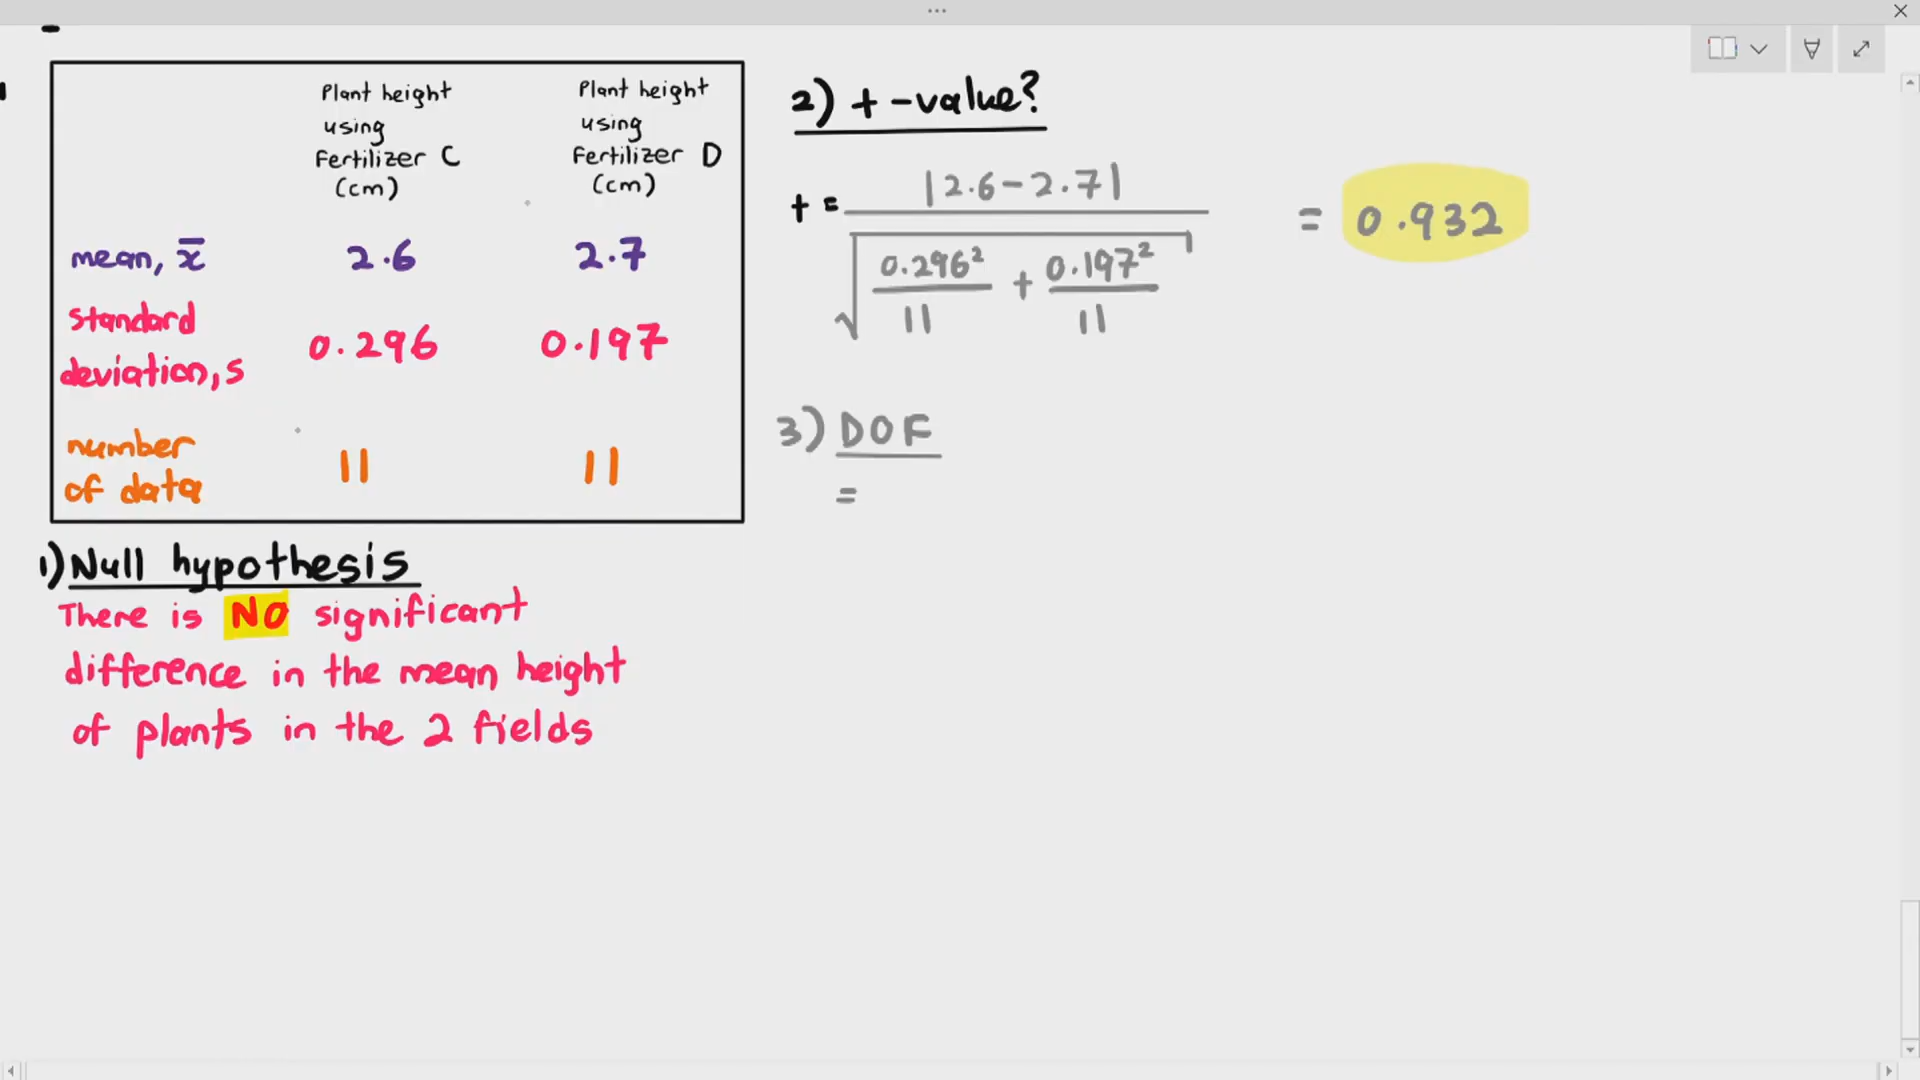 Plant height using Fertilizer C (cm)
Plant height using Fertilizer D (cm)
mean, x̄ 2.6 2.7
standard deviation, s 0.296 0.197
number of data 11 11
1) Null hypothesis
There is NO significant
difference in the mean height
of plants in the 2 fields
2) t-value?
t = |2.6-2.7| / √(0.296²/11 + 0.197²/11) = 0.932
3) DOF
=